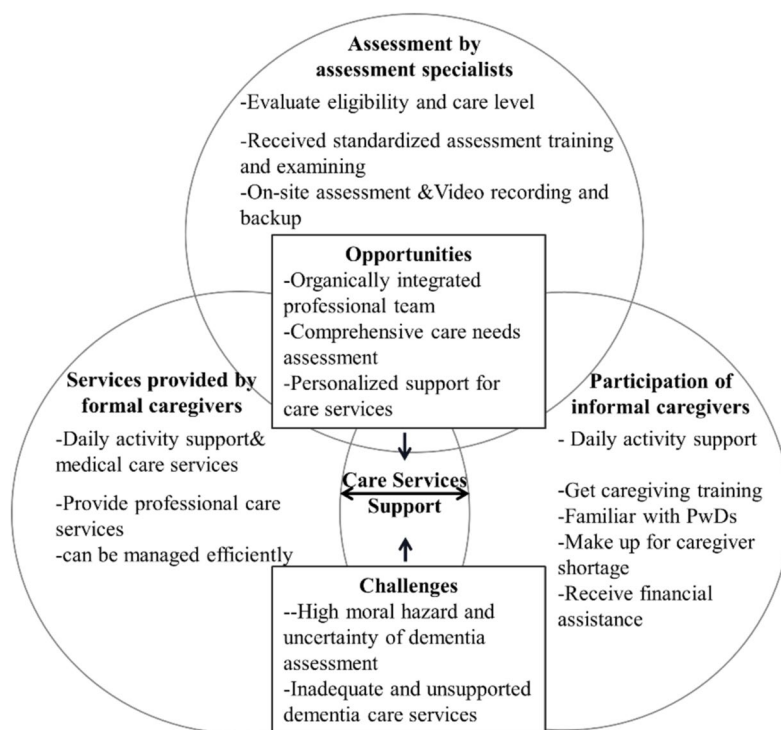 Assessment by
assessment specialists
-Evaluate eligibility and care level
-Received standardized assessment training
and examining
-On-site assessment &Video recording and
backup
Opportunities
-Organically integrated
professional team
-Comprehensive care needs
assessment
-Personalized support for
care services
Services provided by
formal caregivers
-Daily activity support&
medical care services
-Provide professional care
services
-can be managed efficiently
Participation of
informal caregivers
- Daily activity support
-Get caregiving training
-Familiar with PwDs
-Make up for caregiver
shortage
-Receive financial
assistance
Care Services
Support
Challenges
--High moral hazard and
uncertainty of dementia
assessment
-Inadequate and unsupported
dementia care services